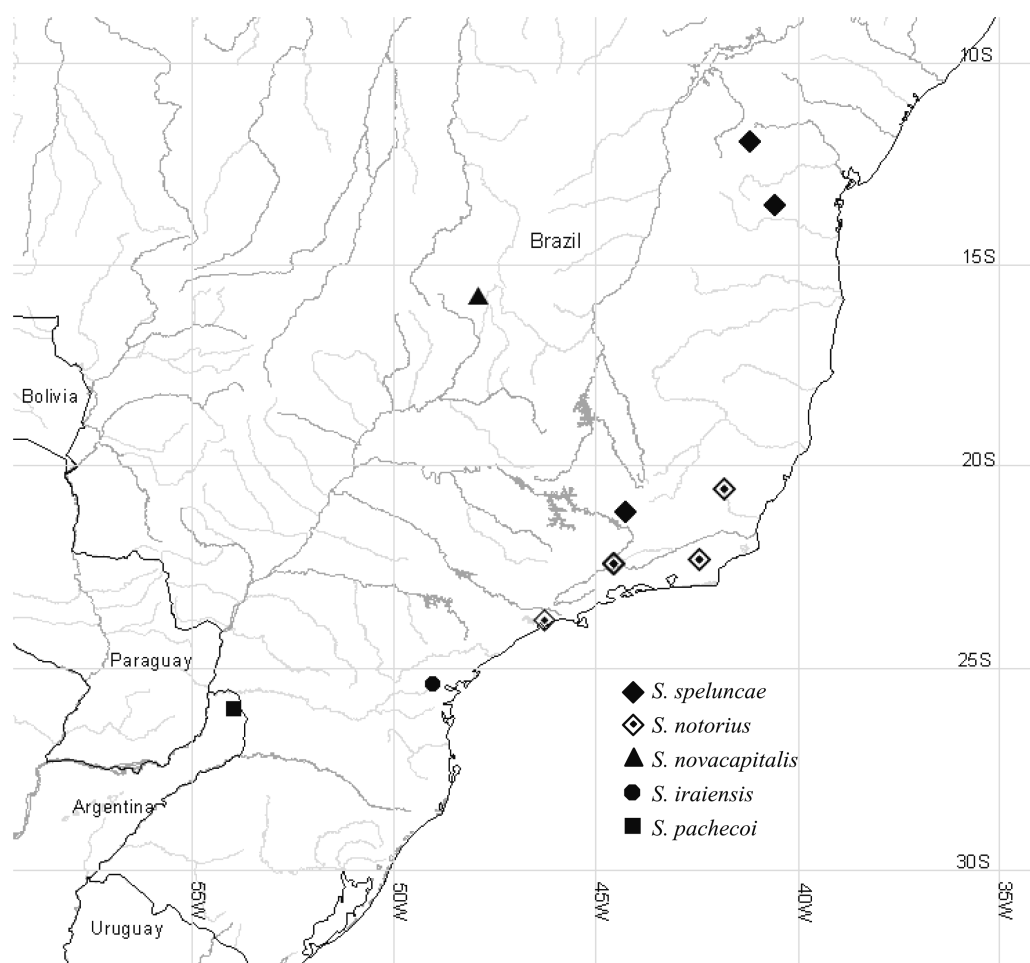 10S
Brazil
15S
Bolivia
20S
Paraguay
25S
S. speluncae
S. notorius
S. novacapitalis
S. iraiensis
S. pachecoi
Argentina
30S
55W
50W
45W
40W
35W
Uruguay